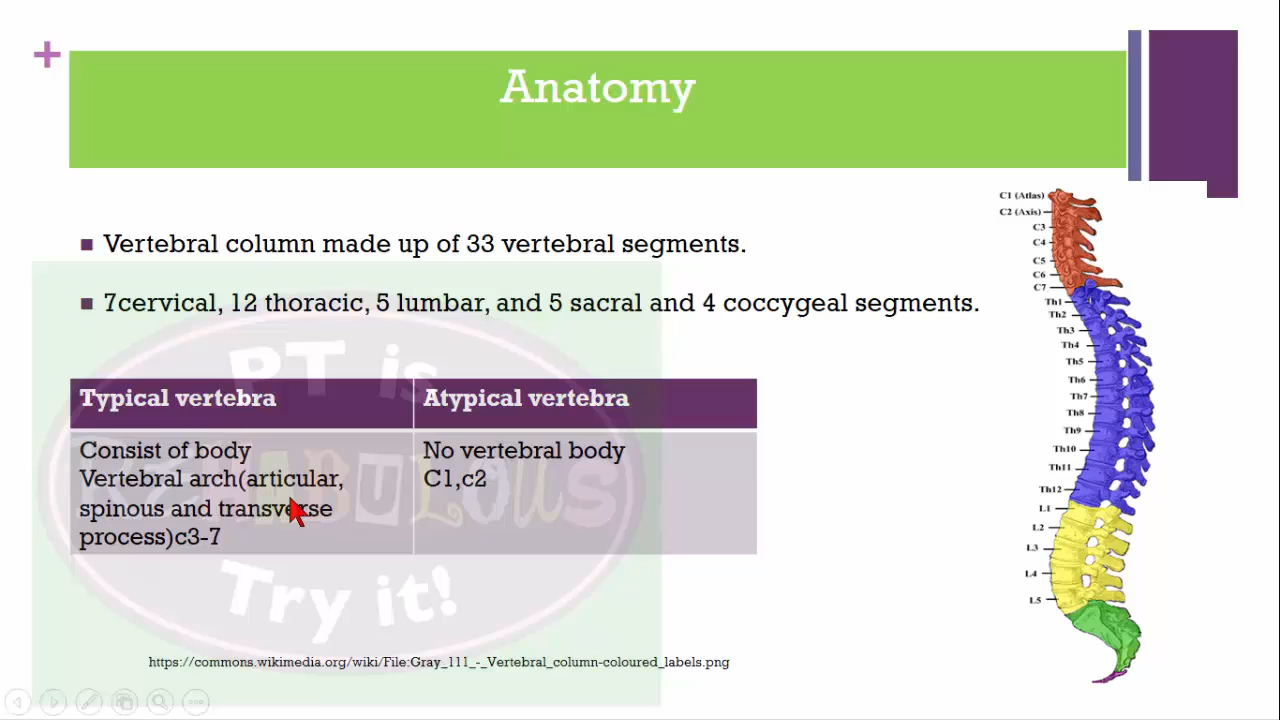 +
Anatomy
Vertebral column made up of 33 vertebral segments.
7cervical, 12 thoracic, 5 lumbar, and 5 sacral and 4 coccygeal segments.
Typical vertebra
Atypical vertebra
Consist of body
Vertebral arch(articular,
spinous and transverse
process)c3-7
No vertebral body
C1,c2
PT is
Try it!
https://commons.wikimedia.org/wiki/File:Gray_111_-_Vertebral_column-coloured_labels.png
C1 (Atlas)
C2 (Axis)
C3
C4
C5
C6
C7
Th1
Th2
Th3
Th4
Th5
Th6
Th7
Th8
Th9
Th10
Th11
Th12
L1
L2
L3
L4
L5